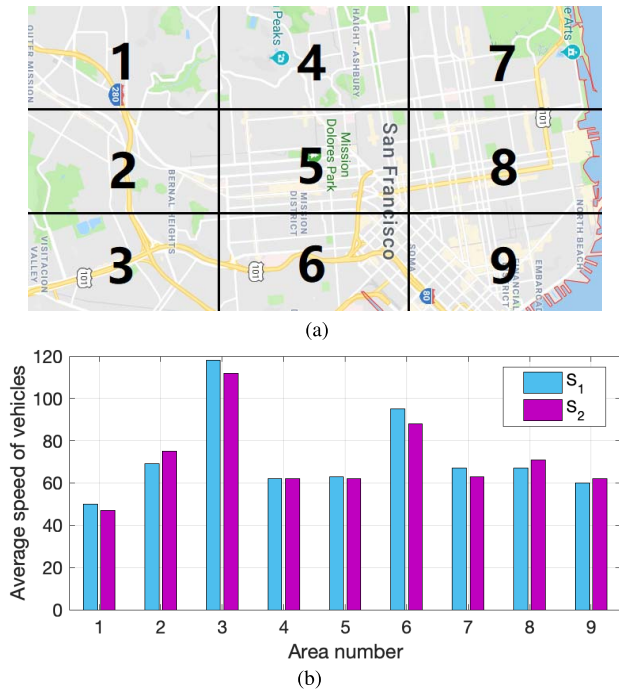 1
4
7
OUTER MISSION
Peaks
HAIGHT-ASHBURY
e Arts
280
101
2
5
8
BERNAL HEIGHTS
MISSION DISTRICT
Mission Dolores Park
San Francisco
3
6
9
VISITACION VALLEY
101
101
SOMA
80
FINANCIAL
DISTRICT
NORTH BEACH
(a)
Average speed of vehicles
120
100
80
60
40
20
0
S₁
S₂
1 2 3 4 5 6 7 8 9
Area number
(b)